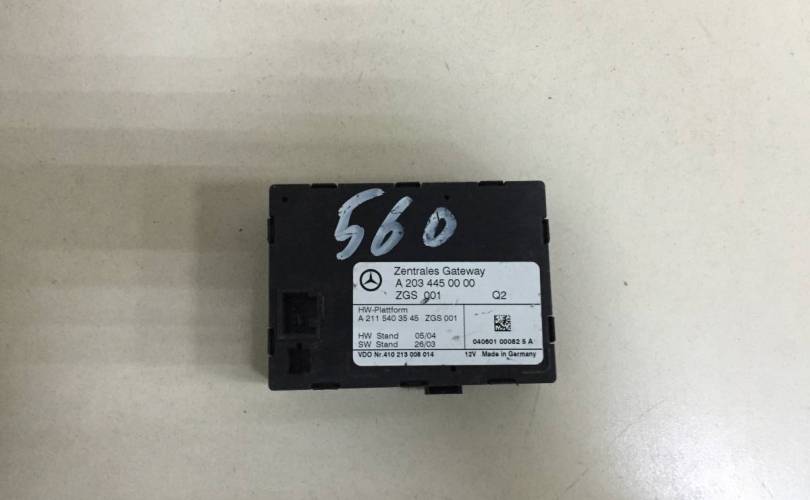 560
Zentrales Gateway
A 203 445 00 00
ZGS 001 Q2
HW-Plattform
A 211 540 35 45 ZGS 001
HW Stand 05/04
SW Stand 26/03
040601 00082 5 A
VDO Nr. 410 213 006 014 12V Made in Germany